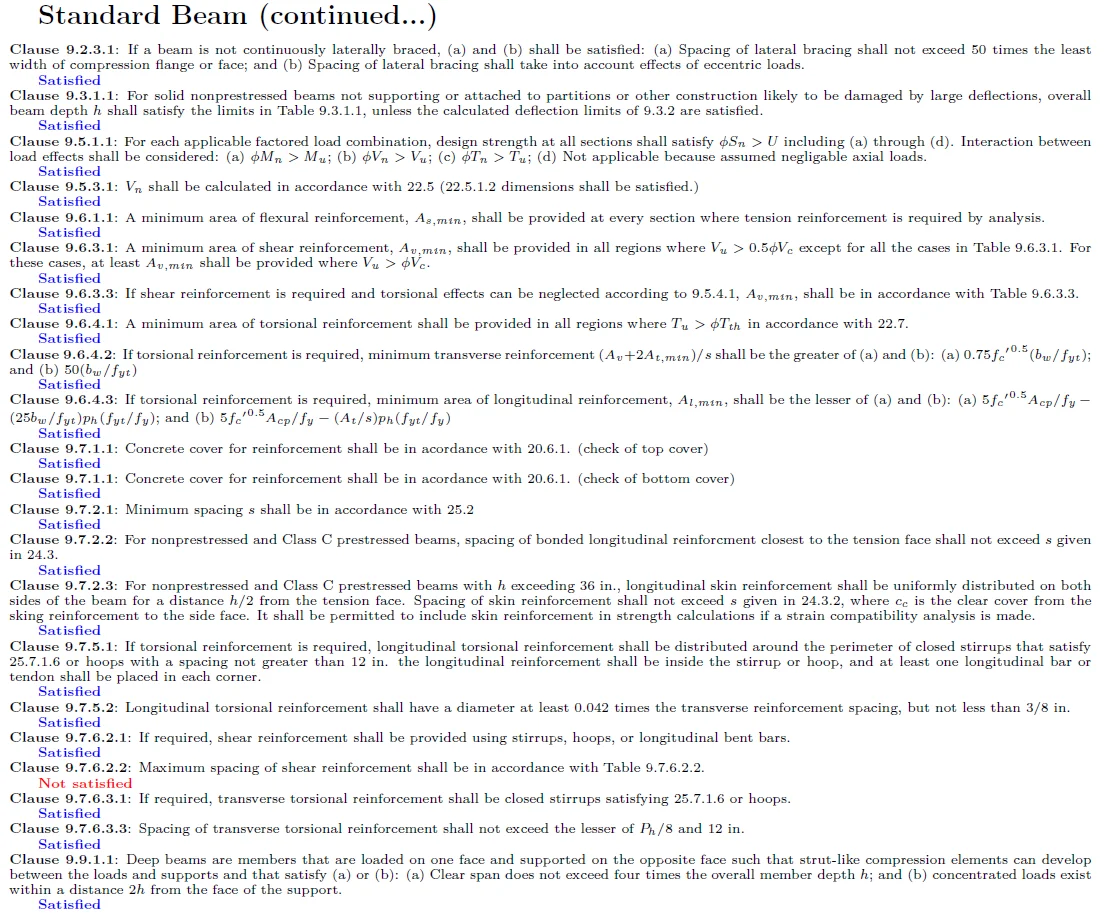 Standard Beam (continued...)
Clause 9.2.3.1: If a beam is not continuously laterally braced, (a) and (b) shall be satisfied: (a) Spacing of lateral bracing shall not exceed 50 times the least
width of compression flange or face; and (b) Spacing of lateral bracing shall take into account effects of eccentric loads.
Satisfied
Clause 9.3.1.1: For solid nonprestressed beams not supporting or attached to partitions or other construction likely to be damaged by large deflections, overall
beam depth h shall satisfy the limits in Table 9.3.1.1, unless the calculated deflection limits of 9.3.2 are satisfied.
Satisfied
Clause 9.5.1.1: For each applicable factored load combination, design strength at all sections shall satisfy ϕSₙ > U including (a) through (d). Interaction between
load effects shall be considered: (a) ϕMₙ > Mᵤ; (b) ϕVₙ > Vᵤ; (c) ϕTₙ > Tᵤ; (d) Not applicable because assumed negligable axial loads.
Satisfied
Clause 9.5.3.1: Vₙ shall be calculated in accordance with 22.5 (22.5.1.2 dimensions shall be satisfied.)
Satisfied
Clause 9.6.1.1: A minimum area of flexural reinforcement, A_{s,min}, shall be provided at every section where tension reinforcement is required by analysis.
Satisfied
Clause 9.6.3.1: A minimum area of shear reinforcement, A_{v,min}, shall be provided in all regions where Vᵤ > 0.5ϕV_c except for all the cases in Table 9.6.3.1. For
these cases, at least A_{v,min} shall be provided where Vᵤ > ϕV_c.
Satisfied
Clause 9.6.3.3: If shear reinforcement is required and torsional effects can be neglected according to 9.5.4.1, A_{v,min}, shall be in accordance with Table 9.6.3.3.
Satisfied
Clause 9.6.4.1: A minimum area of torsional reinforcement shall be provided in all regions where Tᵤ > ϕT_{th} in accordance with 22.7.
Satisfied
Clause 9.6.4.2: If torsional reinforcement is required, minimum transverse reinforcement (A_v+2A_{t,min})/s shall be the greater of (a) and (b): (a) 0.75f_c′^{0.5}(b_w/f_{yt});
and (b) 50(b_w/f_{yt})
Satisfied
Clause 9.6.4.3: If torsional reinforcement is required, minimum area of longitudinal reinforcement, A_{l,min}, shall be the lesser of (a) and (b): (a) 5f_c′^{0.5}A_{cp}/f_y −
(25b_w/f_{yt})p_h(f_{yt}/f_y); and (b) 5f_c′^{0.5}A_{cp}/f_y − (A_t/s)p_h(f_{yt}/f_y)
Satisfied
Clause 9.7.1.1: Concrete cover for reinforcement shall be in acordance with 20.6.1. (check of top cover)
Satisfied
Clause 9.7.1.1: Concrete cover for reinforcement shall be in acordance with 20.6.1. (check of bottom cover)
Satisfied
Clause 9.7.2.1: Minimum spacing s shall be in accordance with 25.2
Satisfied
Clause 9.7.2.2: For nonprestressed and Class C prestressed beams, spacing of bonded longitudinal reinforcment closest to the tension face shall not exceed s given
in 24.3.
Satisfied
Clause 9.7.2.3: For nonprestressed and Class C prestressed beams with h exceeding 36 in., longitudinal skin reinforcement shall be uniformly distributed on both
sides of the beam for a distance h/2 from the tension face. Spacing of skin reinforcement shall not exceed s given in 24.3.2, where c_c is the clear cover from the
sking reinforcement to the side face. It shall be permitted to include skin reinforcement in strength calculations if a strain compatibility analysis is made.
Satisfied
Clause 9.7.5.1: If torsional reinforcement is required, longitudinal torsional reinforcement shall be distributed around the perimeter of closed stirrups that satisfy
25.7.1.6 or hoops with a spacing not greater than 12 in. the longitudinal reinforcement shall be inside the stirrup or hoop, and at least one longitudinal bar or
tendon shall be placed in each corner.
Satisfied
Clause 9.7.5.2: Longitudinal torsional reinforcement shall have a diameter at least 0.042 times the transverse reinforcement spacing, but not less than 3/8 in.
Satisfied
Clause 9.7.6.2.1: If required, shear reinforcement shall be provided using stirrups, hoops, or longitudinal bent bars.
Satisfied
Clause 9.7.6.2.2: Maximum spacing of shear reinforcement shall be in accordance with Table 9.7.6.2.2.
Not satisfied
Clause 9.7.6.3.1: If required, transverse torsional reinforcement shall be closed stirrups satisfying 25.7.1.6 or hoops.
Satisfied
Clause 9.7.6.3.3: Spacing of transverse torsional reinforcement shall not exceed the lesser of P_h/8 and 12 in.
Satisfied
Clause 9.9.1.1: Deep beams are members that are loaded on one face and supported on the opposite face such that strut-like compression elements can develop
between the loads and supports and that satisfy (a) or (b): (a) Clear span does not exceed four times the overall member depth h; and (b) concentrated loads exist
within a distance 2h from the face of the support.
Satisfied